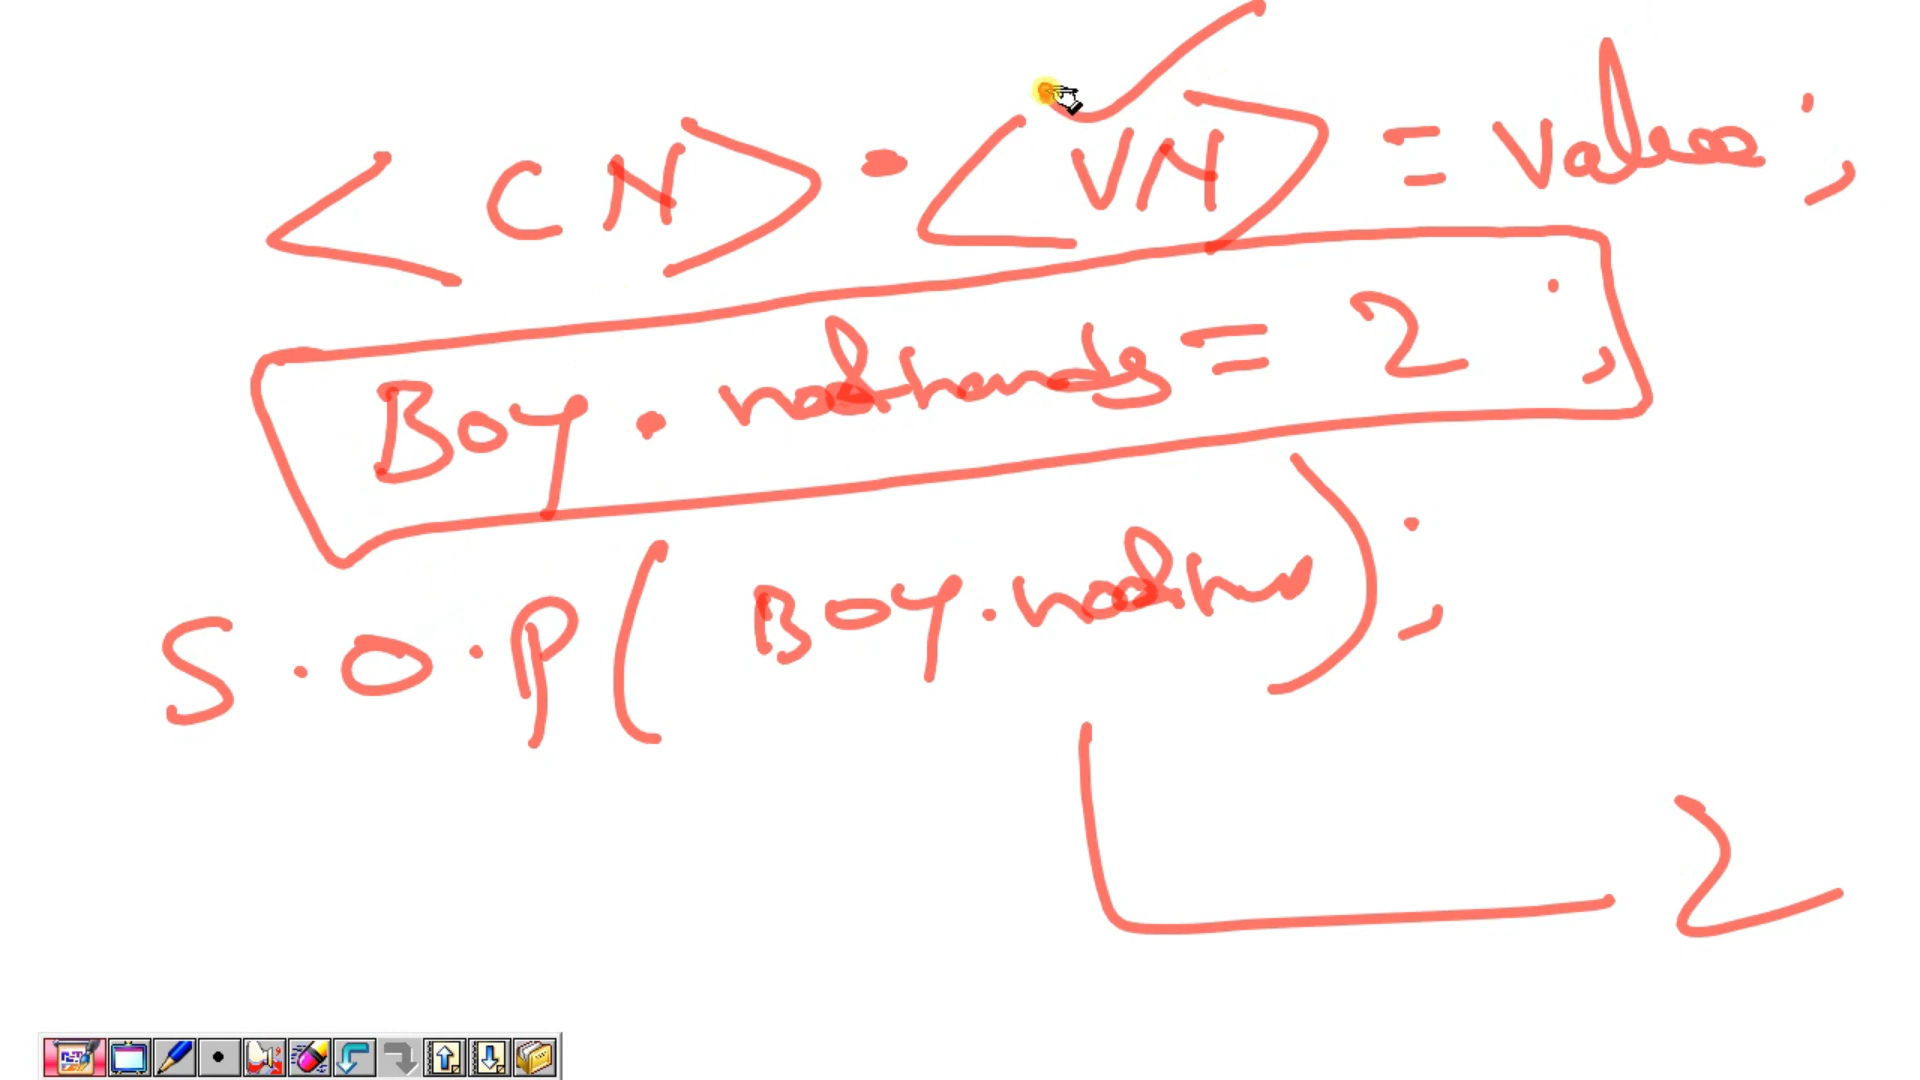 <CN>.<VN> = Value;
Boy.noofhands = 2;
S.O.P(Boy.noofhands);
2